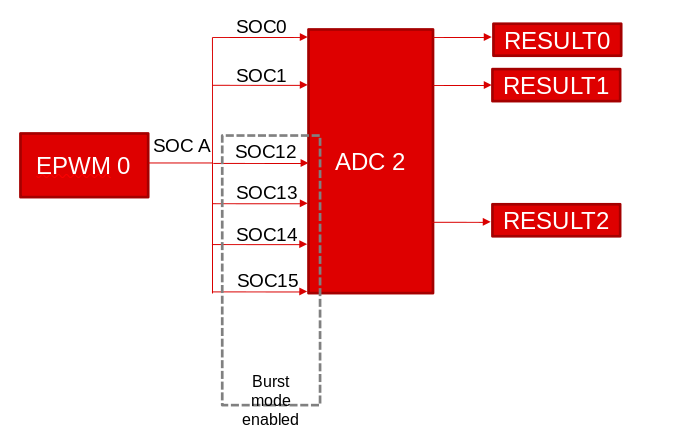 SOC0
RESULT0
SOC1
RESULT1
EPWM 0
SOC A
SOC12
ADC 2
SOC13
SOC14
RESULT2
SOC15
Burst
mode
enabled